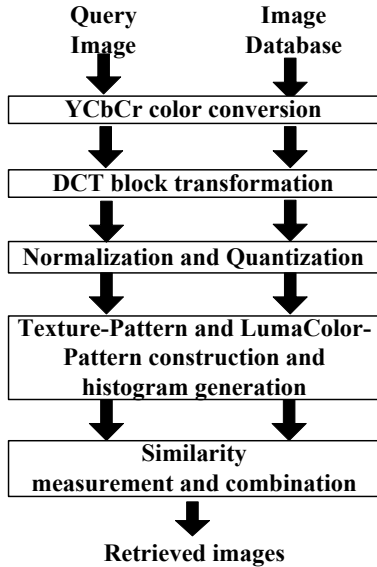 Query
Image
Image
Database
YCbCr color conversion
DCT block transformation
Normalization and Quantization
Texture-Pattern and LumaColor-
Pattern construction and
histogram generation
Similarity
measurement and combination
Retrieved images